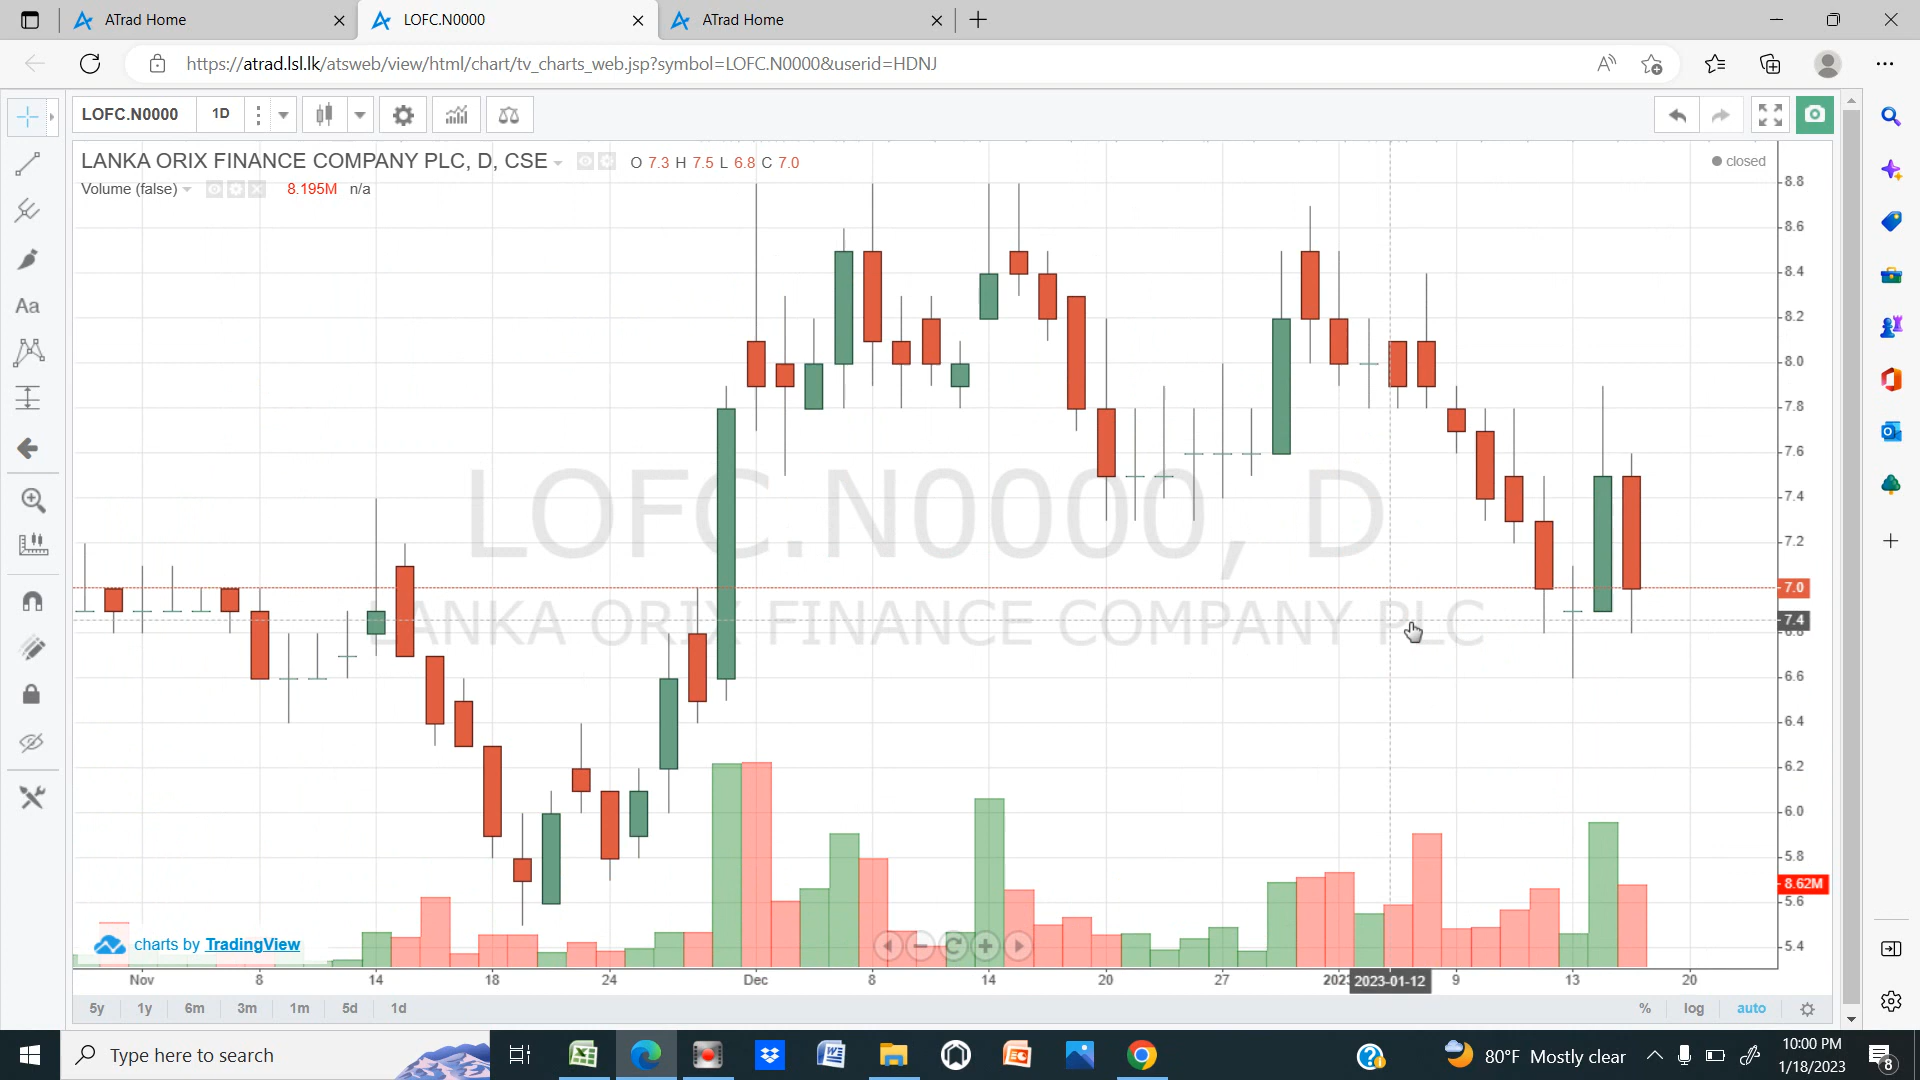 ATrad Home
LOFC.N0000
ATrad Home
https://atrad.lsl.lk/atsweb/view/html/chart/tv_charts_web.jsp?symbol=LOFC.N0000&userid=HDNJ
LOFC.N0000 1D
LANKA ORIX FINANCE COMPANY PLC, D, CSE O 7.3 H 7.5 L 6.8 C 7.0
closed
Volume (false) 8.195M n/a
Aa
LOFC.N0000, D
LANKA ORIX FINANCE COMPANY PLC
8.8
8.6
8.4
8.2
8.0
7.8
7.6
7.4
7.2
7.0
7.4
6.6
6.4
6.2
6.0
5.8
8.62M
5.6
5.4
charts by TradingView
Nov 8 14 18 24 Dec 8 14 20 27 2023-01-12 9 13 20
5y 1y 6m 3m 1m 5d 1d
% log auto
Type here to search
80°F Mostly clear
10:00 PM
1/18/2023
8